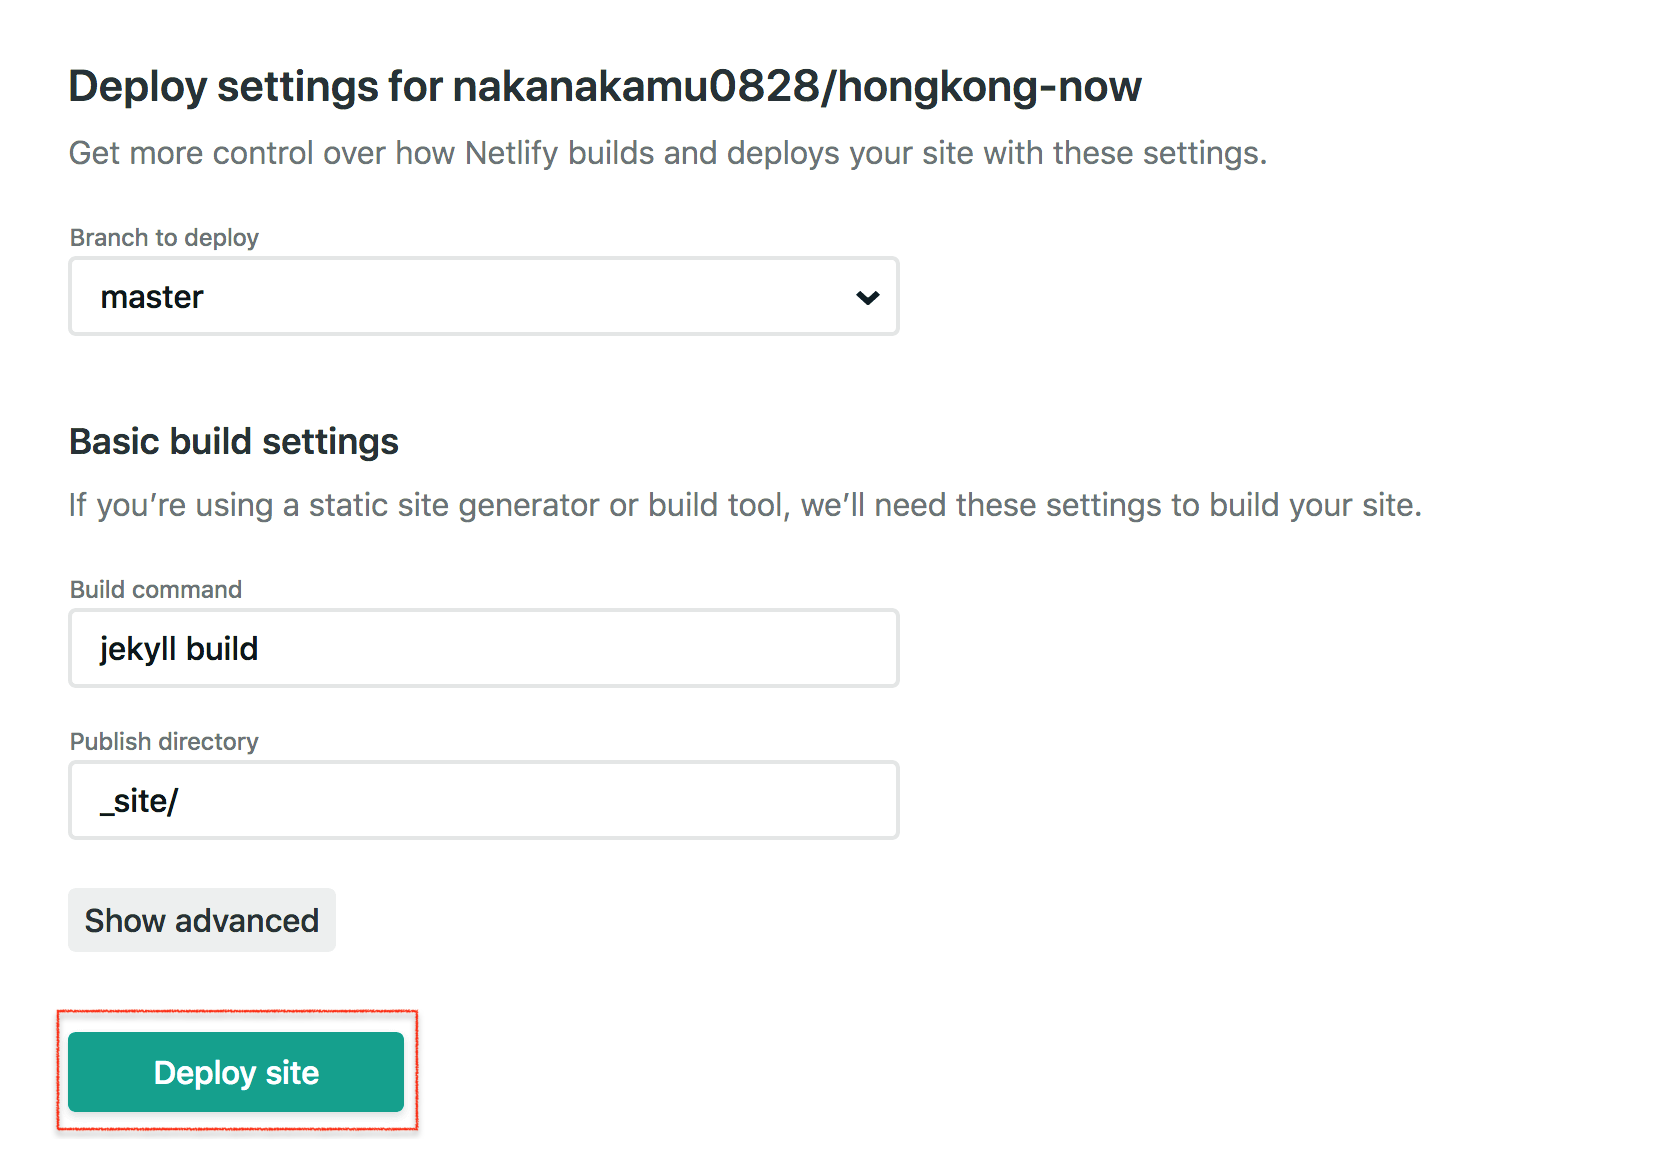 Deploy settings for nakanakamu0828/hongkong-now
Get more control over how Netlify builds and deploys your site with these settings.
Branch to deploy
master
Basic build settings
If you’re using a static site generator or build tool, we’ll need these settings to build your site.
Build command
jekyll build
Publish directory
_site/
Show advanced
Deploy site